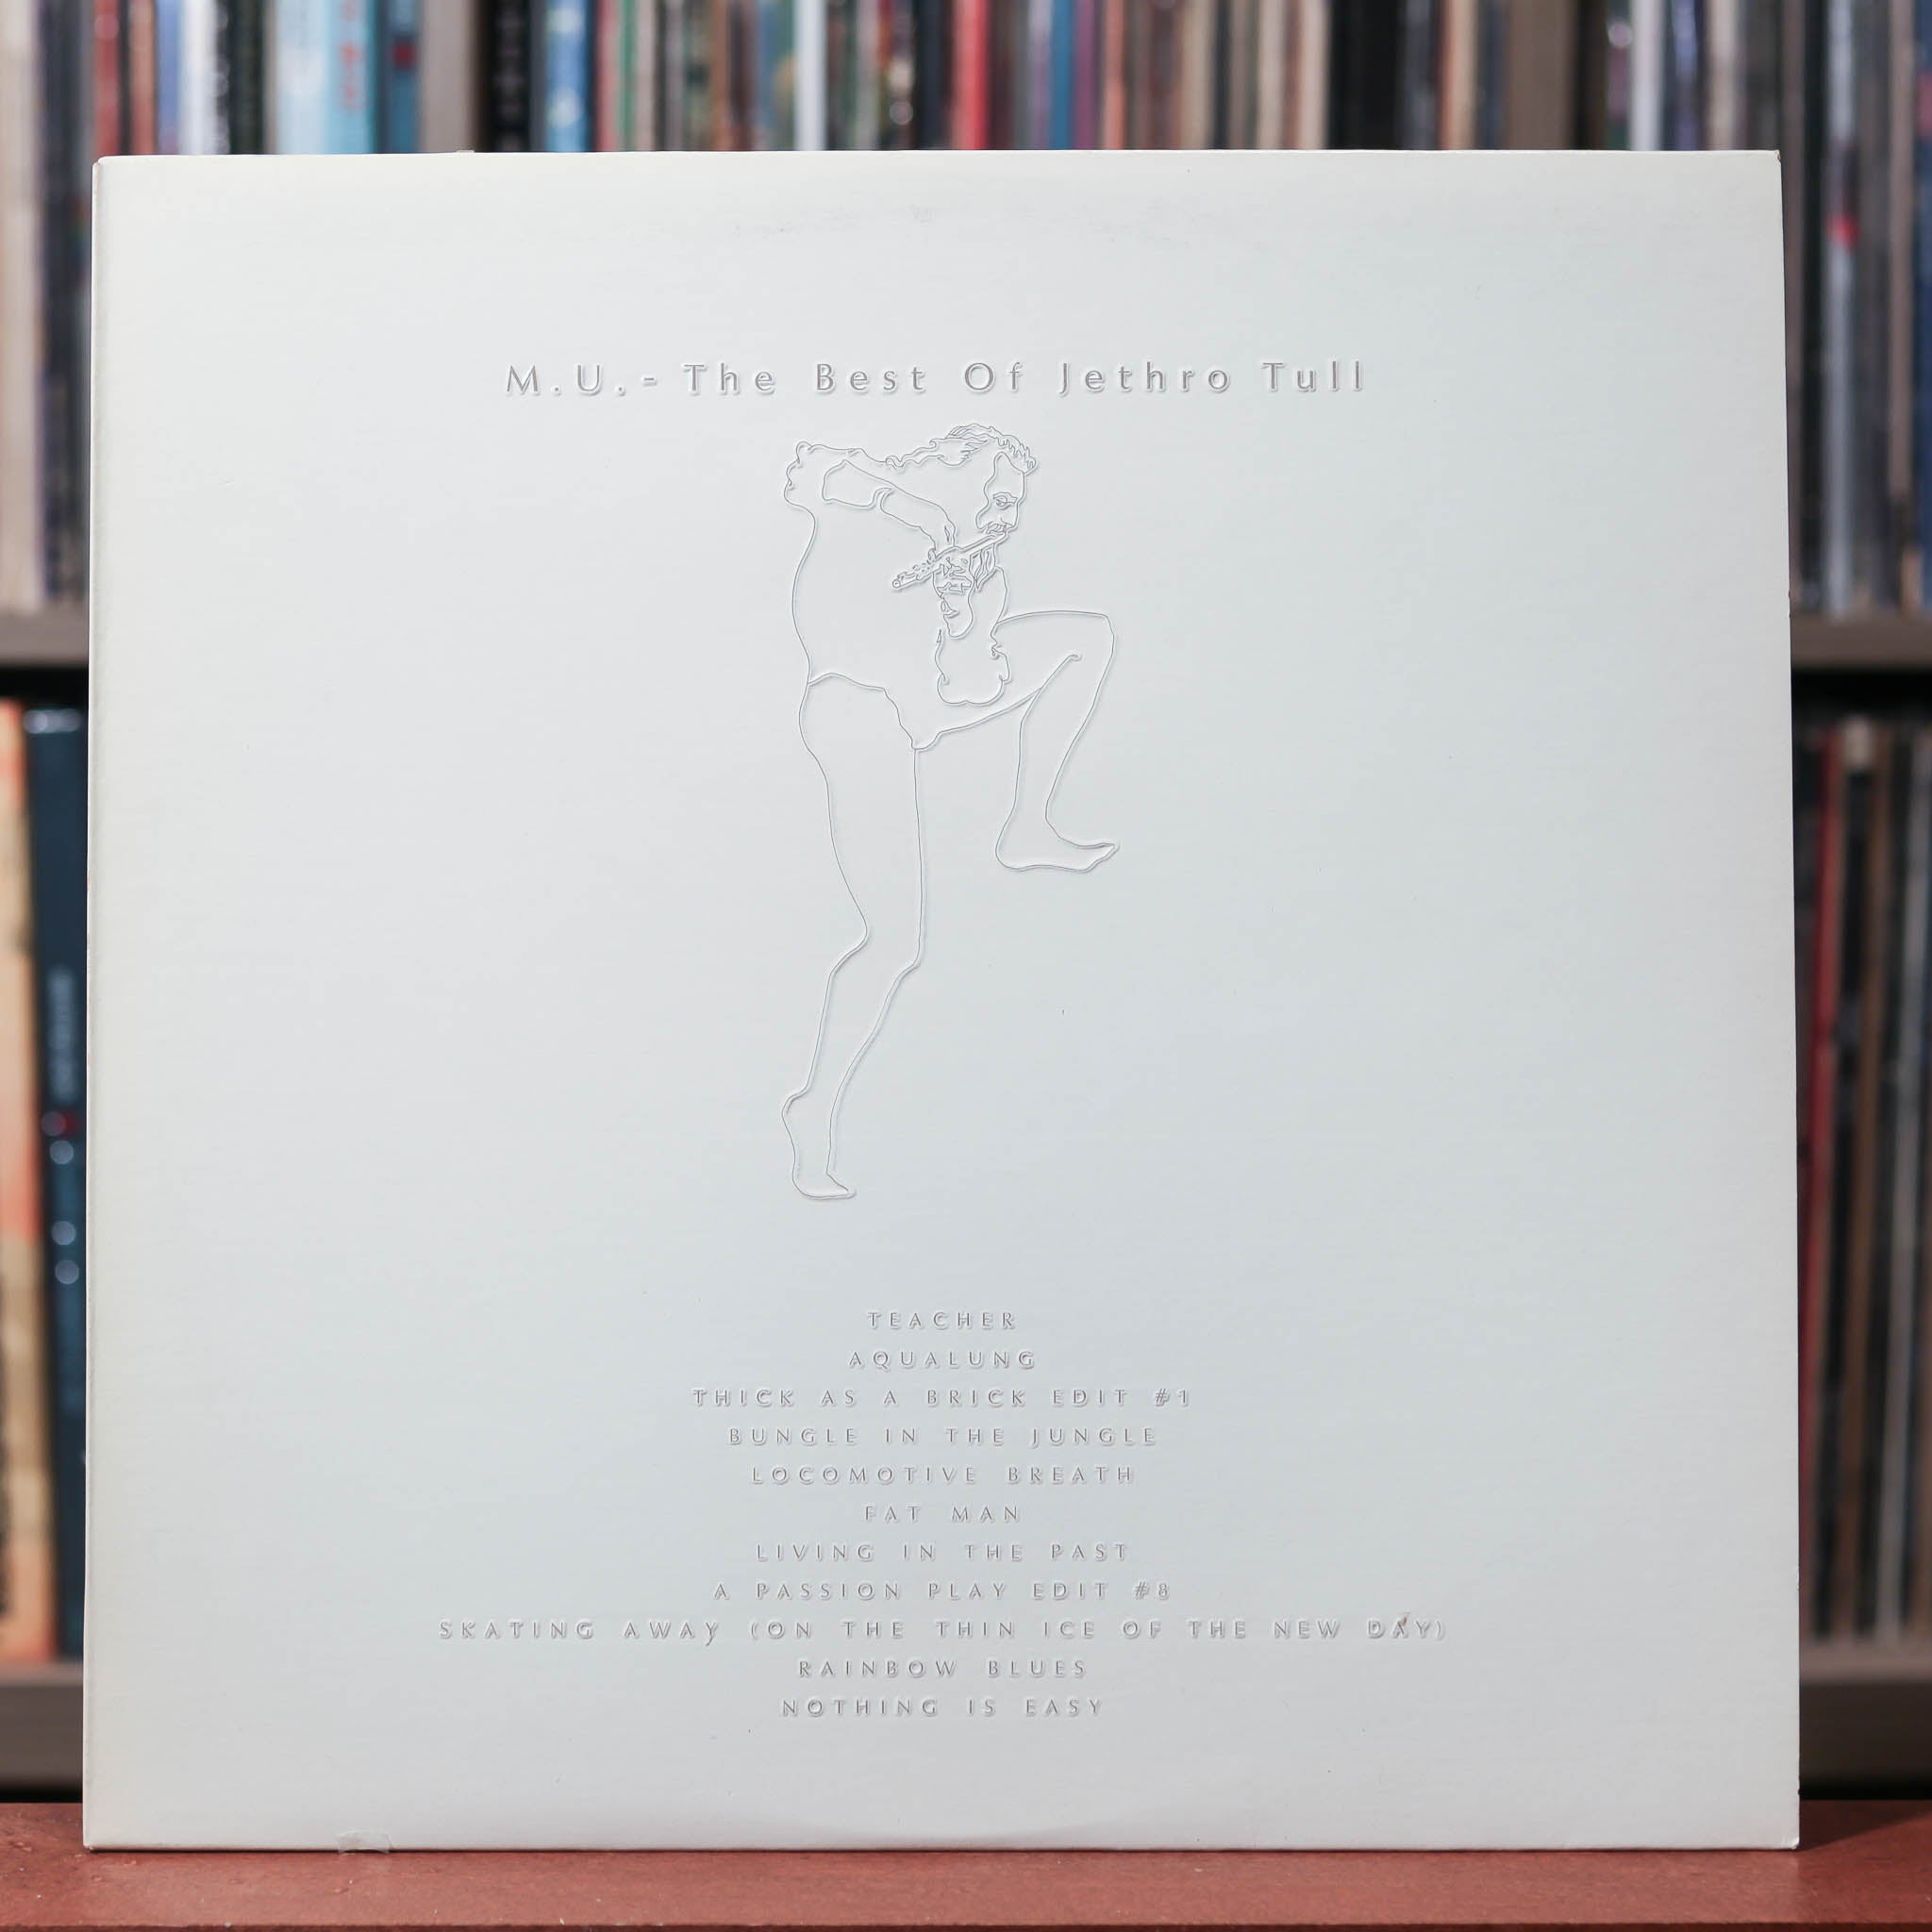 M.U.- The Best Of Jethro Tull
TEACHER
AQUALUNG
THICK AS A BRICK EDIT #1
BUNGLE IN THE JUNGLE
LOCOMOTIVE BREATH
FAT MAN
LIVING IN THE PAST
A PASSION PLAY EDIT #8
SKATING AWAY (ON THE THIN ICE OF THE NEW DAY)
RAINBOW BLUES
NOTHING IS EASY